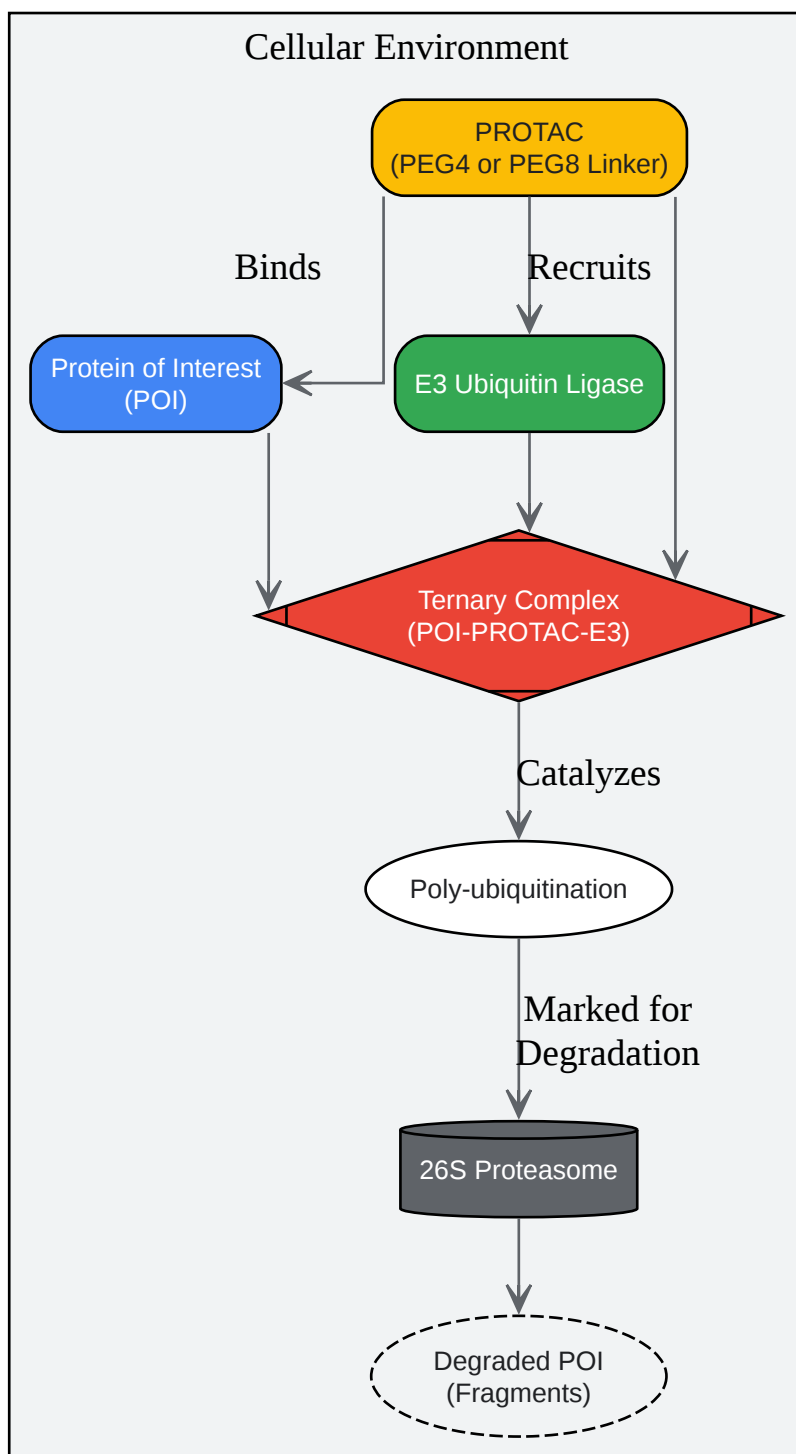 Cellular Environment
PROTAC
(PEG4 or PEG8 Linker)
Binds
Recruits
Protein of Interest
(POI)
E3 Ubiquitin Ligase
Ternary Complex
(POI-PROTAC-E3)
Catalyzes
Poly-ubiquitination
Marked for
Degradation
26S Proteasome
Degraded POI
(Fragments)